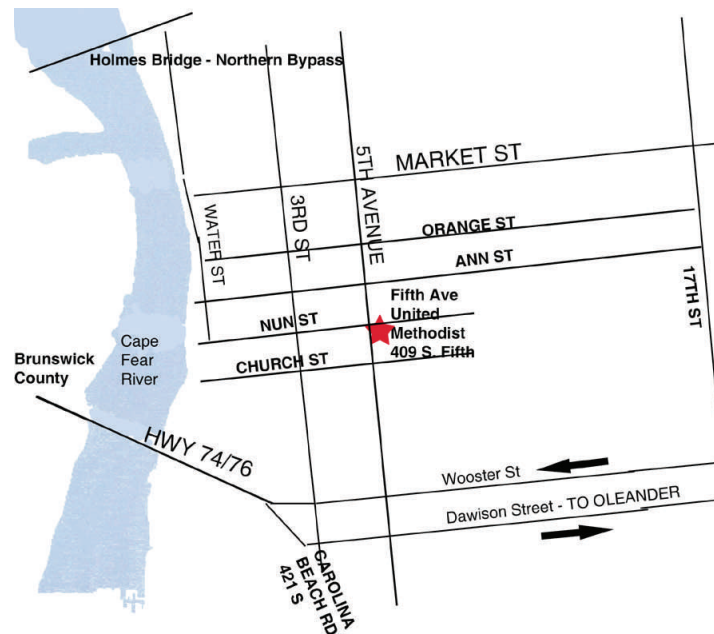 Holmes Bridge - Northern Bypass
MARKET ST
5TH AVENUE
3RD ST
WATER ST
ORANGE ST
ANN ST
17TH ST
NUN ST
Fifth Ave
United
Methodist
409 S. Fifth
CHURCH ST
Cape
Fear
River
Brunswick
County
HWY 74/76
Wooster St
Dawison Street - TO OLEANDER
CAROLINA
BEACH RD
421 S